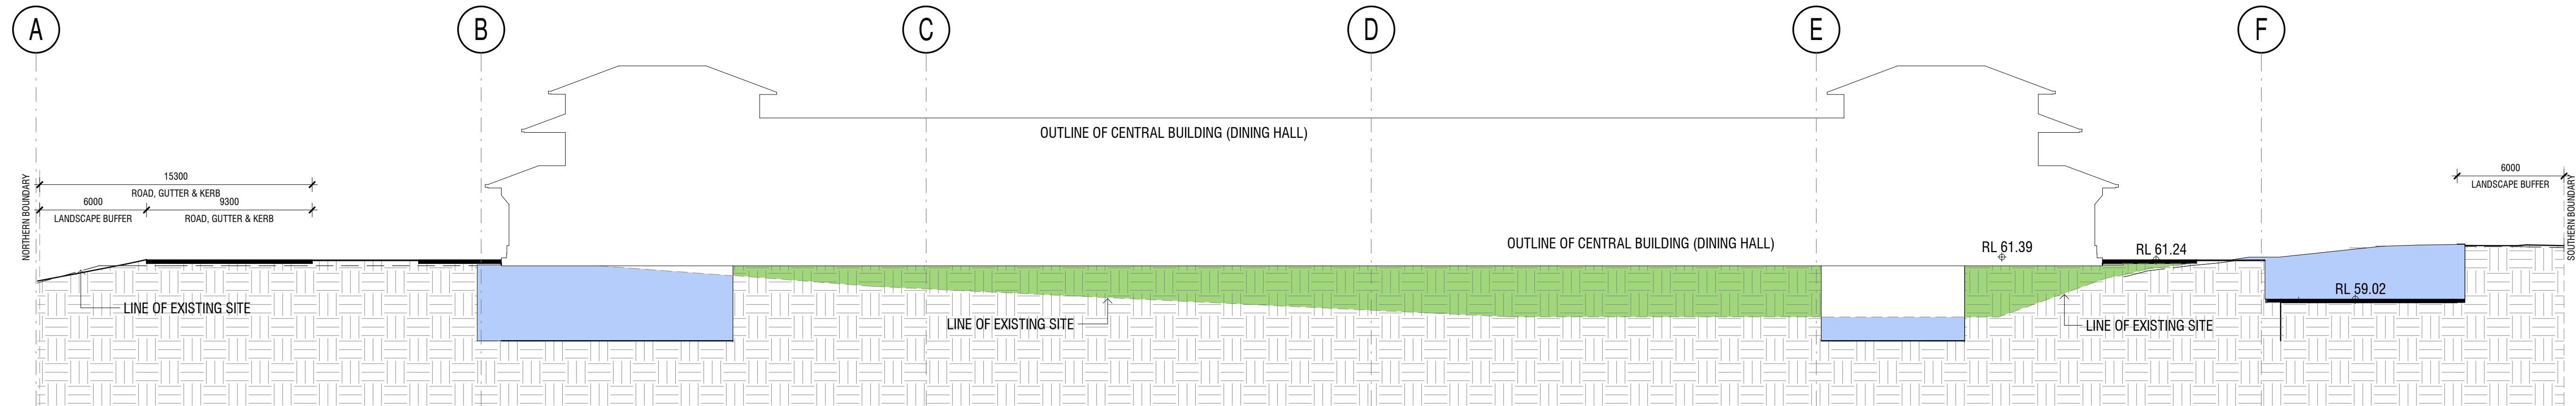 A
B
C
D
E
F
OUTLINE OF CENTRAL BUILDING (DINING HALL)
NORTHERN BOUNDARY
15300
ROAD, GUTTER & KERB
6000
9300
LANDSCAPE BUFFER
ROAD, GUTTER & KERB
6000
LANDSCAPE BUFFER
SOUTHERN BOUNDARY
OUTLINE OF CENTRAL BUILDING (DINING HALL)
RL 61.39
RL 61.24
RL 59.02
LINE OF EXISTING SITE
LINE OF EXISTING SITE
LINE OF EXISTING SITE